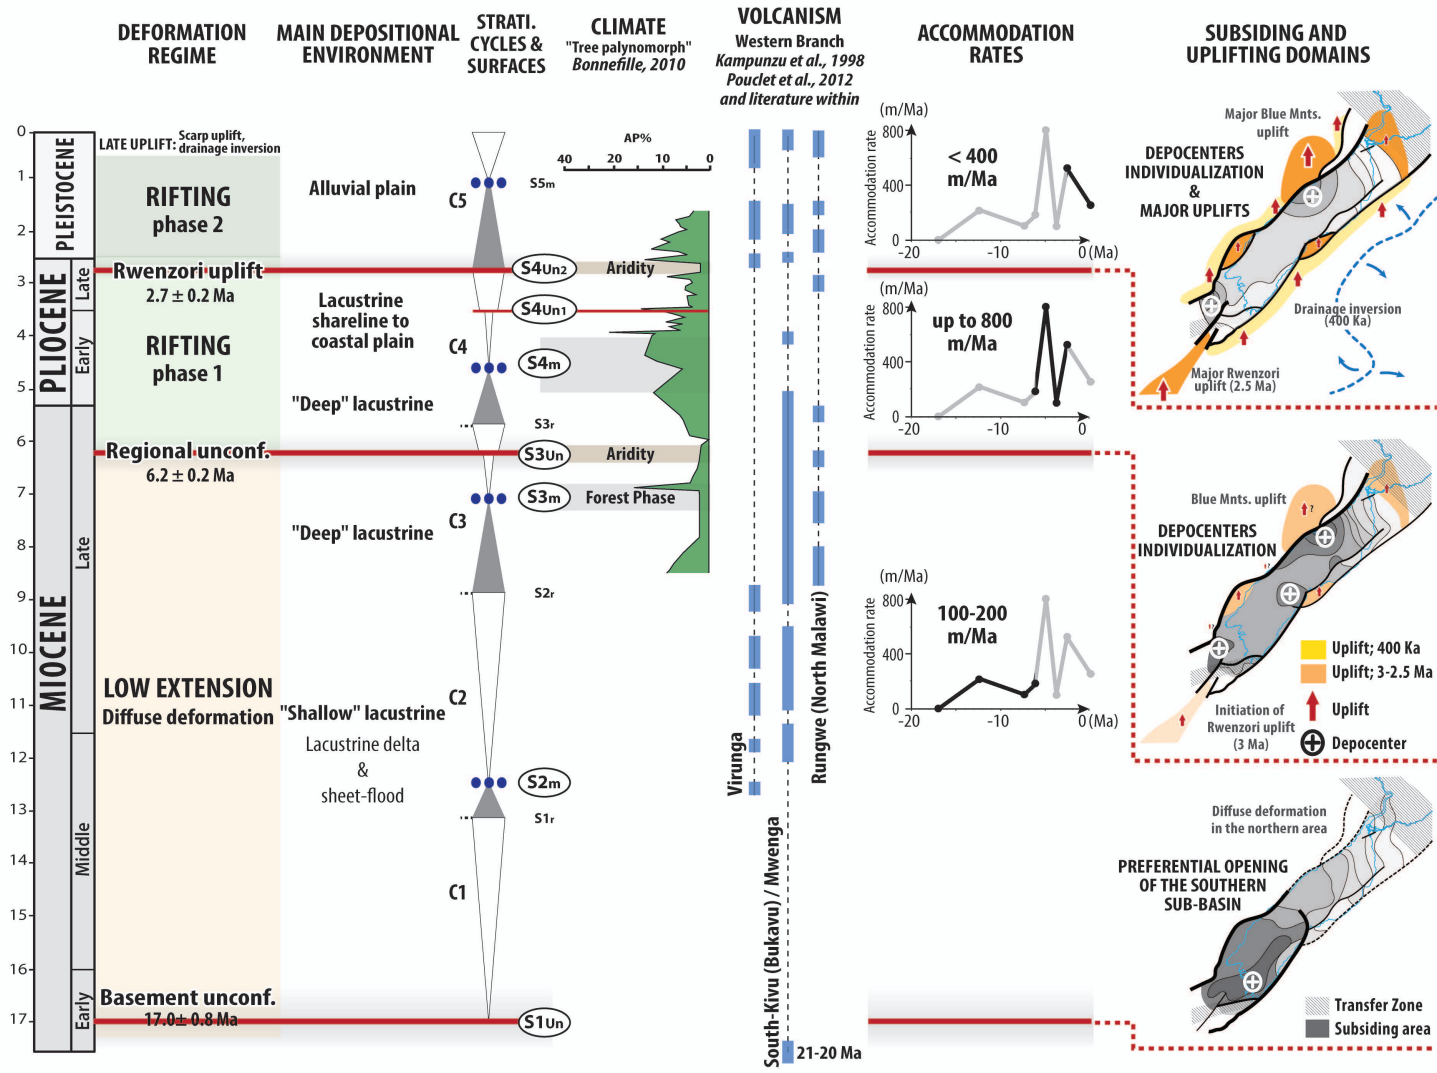 DEFORMATION
REGIME
MAIN DEPOSITIONAL
ENVIRONMENT
STRATI.
CYCLES &
SURFACES
CLIMATE
"Tree palynomorph"
Bonnefille, 2010
VOLCANISM
Western Branch
Kampunzu et al., 1998
Pouclet et al., 2012
and literature within
ACCOMMODATION
RATES
SUBSIDING AND
UPLIFTING DOMAINS
0
1
2
3
4
5
6
7
8
9
10
11
12
13
14
15
16
17
PLEISTOCENE
PLIOCENE
Late
Early
MIOCENE
Late
Middle
Early
LATE UPLIFT: Scarp uplift,
drainage inversion
RIFTING
phase 2
Rwenzori uplift
2.7 ± 0.2 Ma
RIFTING
phase 1
Regional unconf.
6.2 ± 0.2 Ma
LOW EXTENSION
Diffuse deformation
Basement unconf.
17.0± 0.8 Ma
Alluvial plain
Lacustrine
shareline to
coastal plain
"Deep" lacustrine
"Deep" lacustrine
"Shallow" lacustrine
Lacustrine delta
&
sheet-flood
C5
C4
C3
C2
C1
S5m
S4Un2
S4Un1
S4m
S3r
S3Un
S3m
S2r
S2m
S1r
S1Un
AP%
40
20
10
0
Aridity
Aridity
Forest Phase
Virunga
South-Kivu (Bukavu) / Mwenga
Rungwe (North Malawi)
21-20 Ma
(m/Ma)
Accommodation rate
800
400
0
< 400
m/Ma
-20
-10
0 (Ma)
(m/Ma)
Accommodation rate
800
400
0
up to 800
m/Ma
-20
-10
0
(m/Ma)
Accommodation rate
800
400
0
100-200
m/Ma
-20
-10
0 (Ma)
Major Blue Mnts.
uplift
DEPOCENTERS
INDIVIDUALIZATION
&
MAJOR UPLIFTS
Drainage inversion
(400 Ka)
Major Rwenzori
uplift (2.5 Ma)
Blue Mnts. uplift
?
DEPOCENTERS
INDIVIDUALIZATION
!?
!?
Initiation of
Rwenzori uplift
(3 Ma)
Uplift; 400 Ka
Uplift; 3-2.5 Ma
Uplift
Depocenter
Diffuse deformation
in the northern area
PREFERENTIAL OPENING
OF THE SOUTHERN
SUB-BASIN
Transfer Zone
Subsiding area